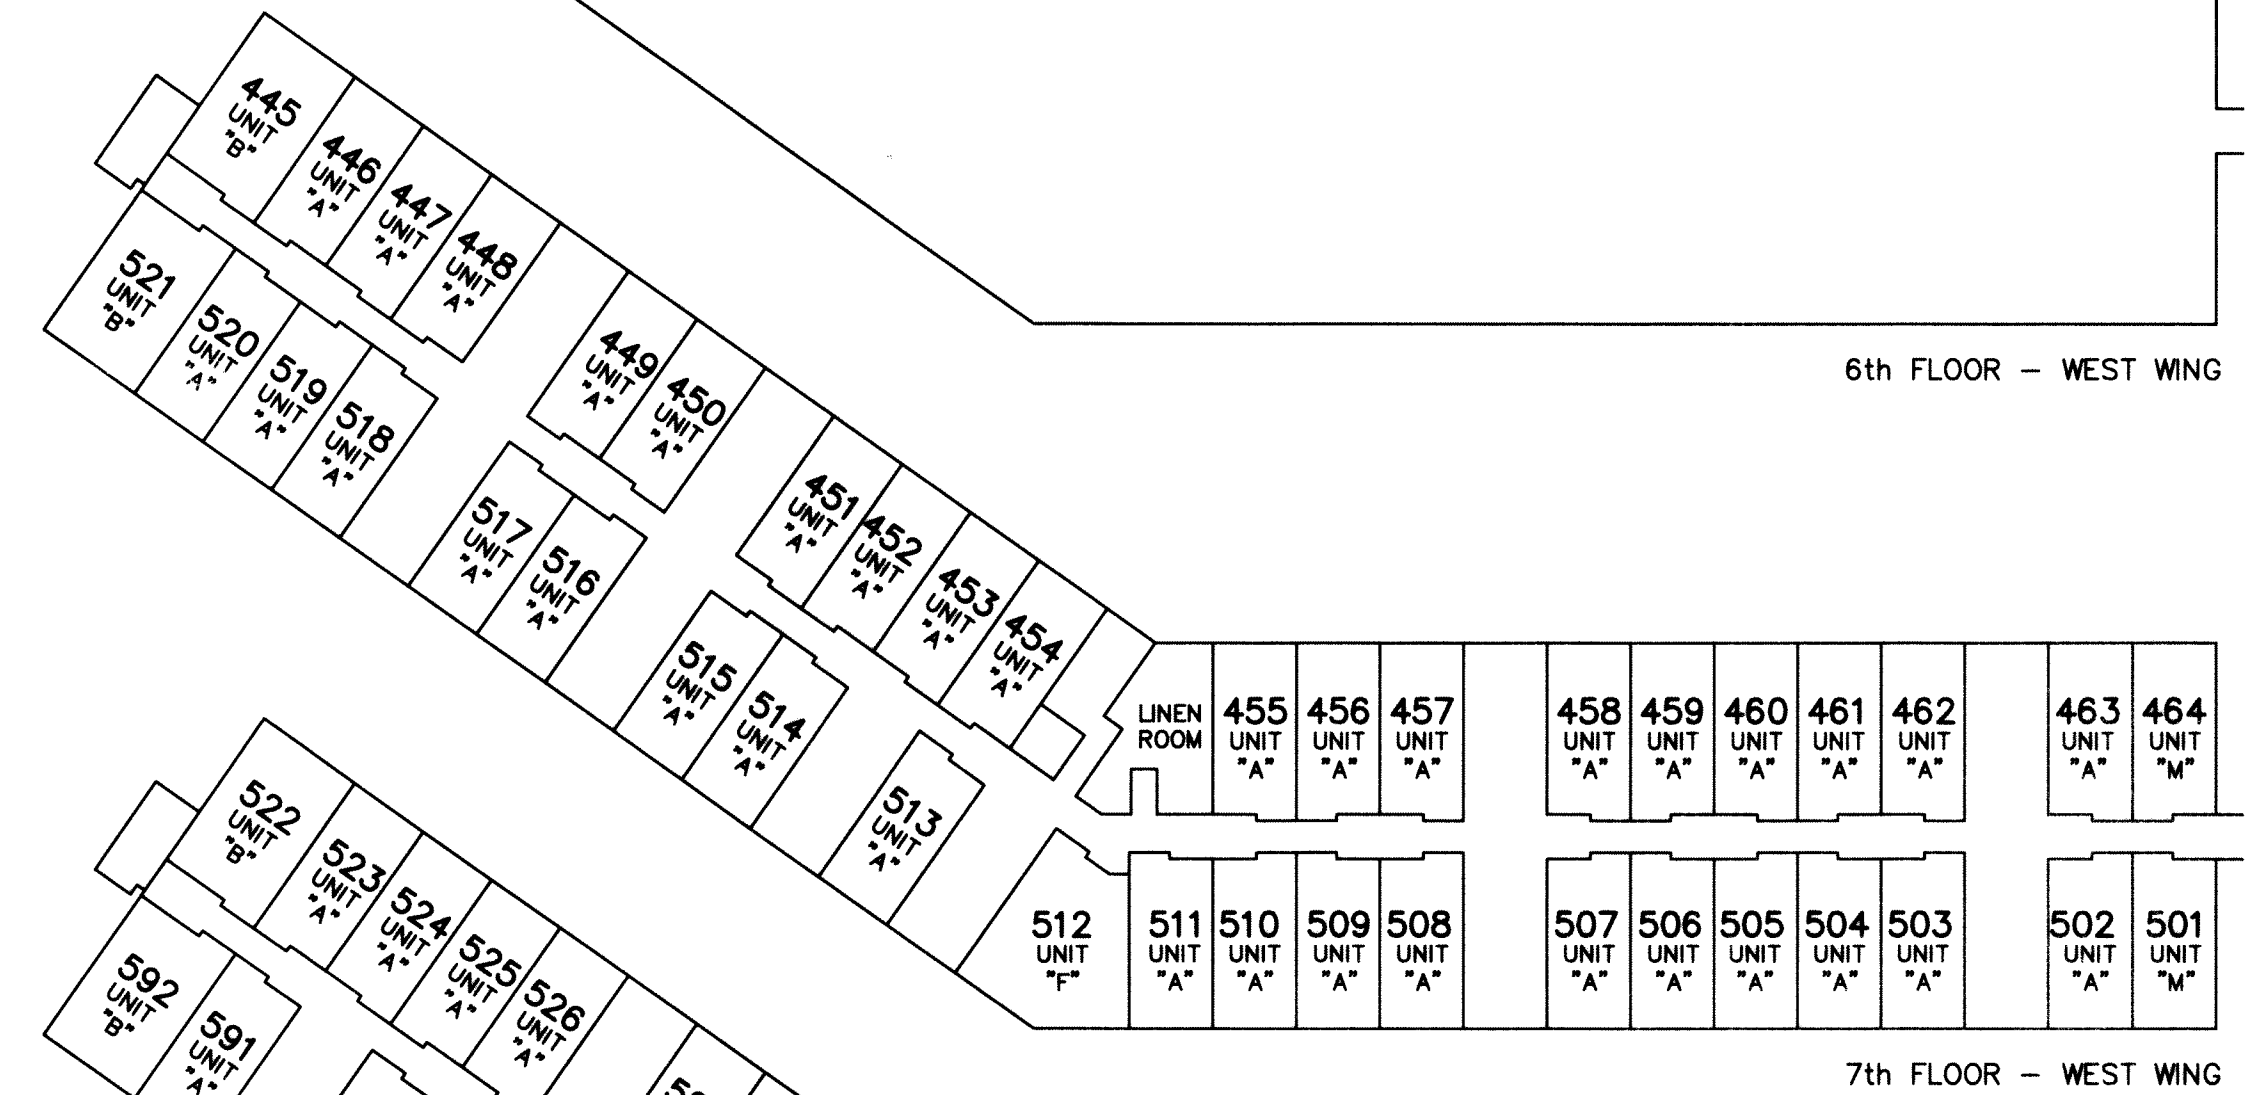 6th FLOOR – WEST WING
445
UNIT
"B"
446
UNIT
"A"
447
UNIT
"A"
448
UNIT
"A"
449
UNIT
"A"
450
UNIT
"A"
451
UNIT
"A"
452
UNIT
"A"
453
UNIT
"A"
454
UNIT
"A"
LINEN
ROOM
455
UNIT
"A"
456
UNIT
"A"
457
UNIT
"A"
458
UNIT
"A"
459
UNIT
"A"
460
UNIT
"A"
461
UNIT
"A"
462
UNIT
"A"
463
UNIT
"A"
464
UNIT
"M"
521
UNIT
"B"
520
UNIT
"A"
519
UNIT
"A"
518
UNIT
"A"
517
UNIT
"A"
516
UNIT
"A"
515
UNIT
"A"
514
UNIT
"A"
513
UNIT
"A"
512
UNIT
"F"
511
UNIT
"A"
510
UNIT
"A"
509
UNIT
"A"
508
UNIT
"A"
507
UNIT
"A"
506
UNIT
"A"
505
UNIT
"A"
504
UNIT
"A"
503
UNIT
"A"
502
UNIT
"A"
501
UNIT
"M"
7th FLOOR – WEST WING
522
UNIT
"B"
523
UNIT
"A"
524
UNIT
"A"
525
UNIT
"A"
526
UNIT
"A"
592
UNIT
"B"
591
UNIT
"A"